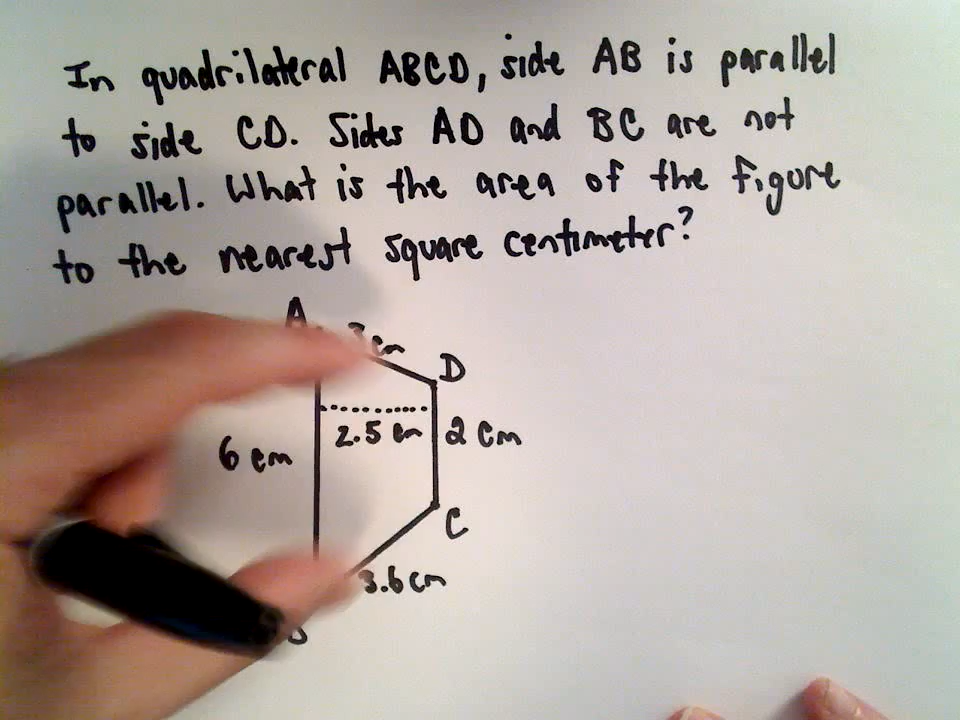 In quadrilateral ABCD, side AB is parallel
to side CD. Sides AD and BC are not
parallel. What is the area of the figure
to the nearest square centimeter?
A
cm
D
2.5 cm
2 cm
6 cm
C
3.6 cm